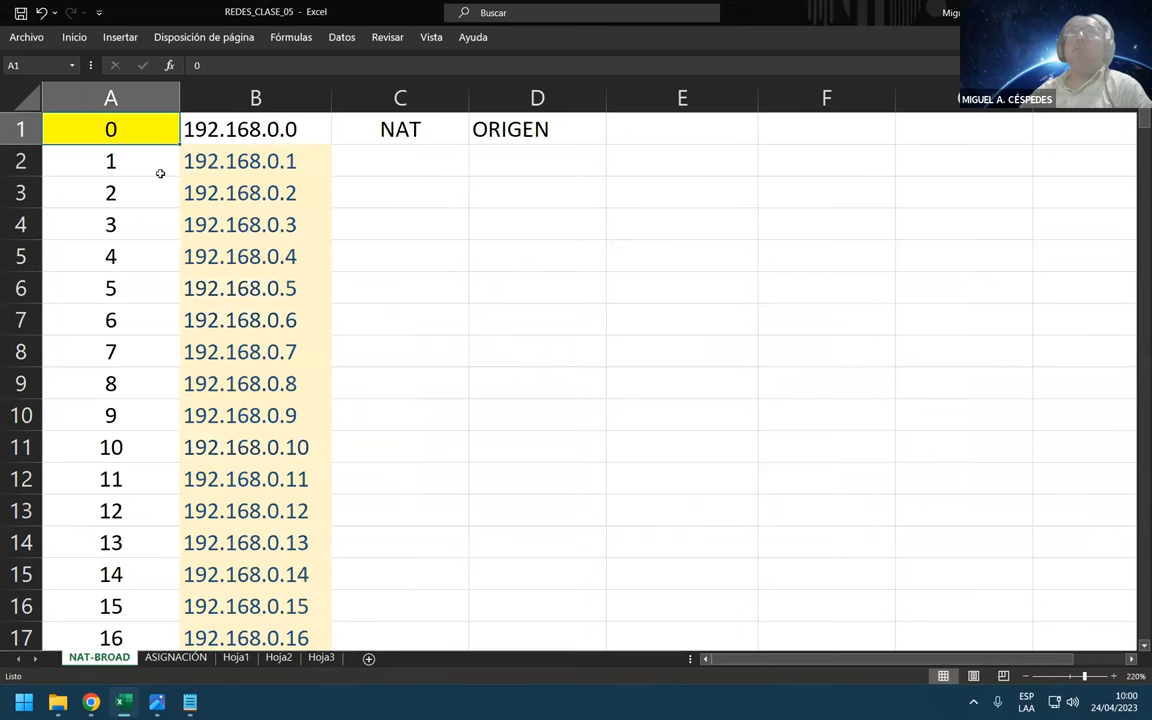 REDES_CLASE_05 - Excel
Buscar
Archivo Inicio Insertar Disposición de página Fórmulas Datos Revisar Vista Ayuda
MIGUEL A. CÉSPEDES
A1 fx 0
A B C D E F
1 0 192.168.0.0 NAT ORIGEN
2 1 192.168.0.1
3 2 192.168.0.2
4 3 192.168.0.3
5 4 192.168.0.4
6 5 192.168.0.5
7 6 192.168.0.6
8 7 192.168.0.7
9 8 192.168.0.8
10 9 192.168.0.9
11 10 192.168.0.10
12 11 192.168.0.11
13 12 192.168.0.12
14 13 192.168.0.13
15 14 192.168.0.14
16 15 192.168.0.15
17 16 192.168.0.16
NAT-BROAD ASIGNACIÓN Hoja1 Hoja2 Hoja3
Listo 220%
ESP 10:00
LAA 24/04/2023